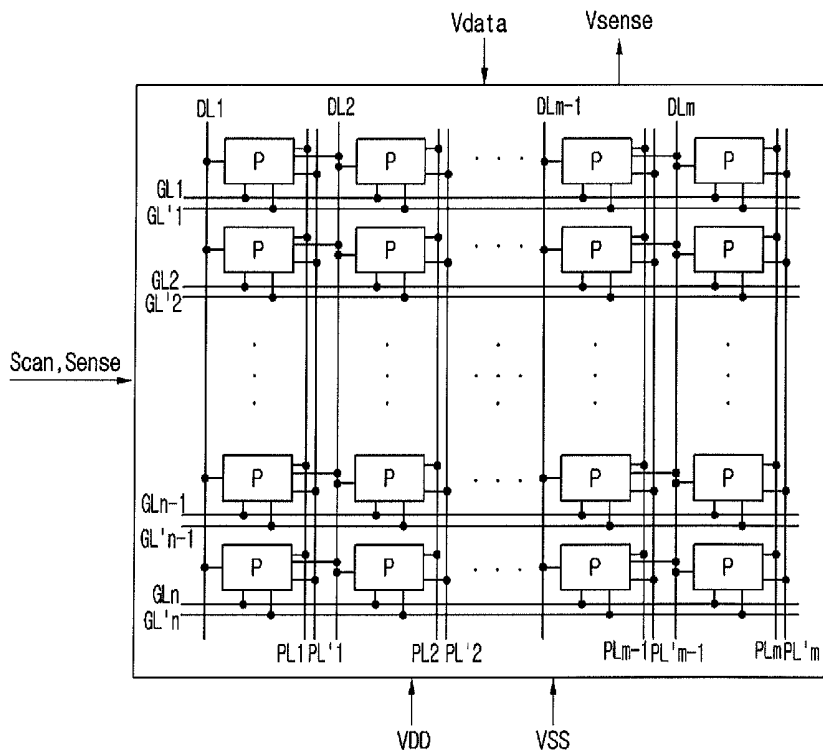 Vdata Vsense
DL1 DL2 DLm-1 DLm
P P . . . P P
GL1
GL'1
P P . . . P P
GL2
GL'2
Scan,Sense
P P . . . P P
GLn-1
GL'n-1
P P . . . P P
GLn
GL'n
PL1 PL'1 PL2 PL'2 PLm-1 PL'm-1 PLm PL'm
VDD VSS